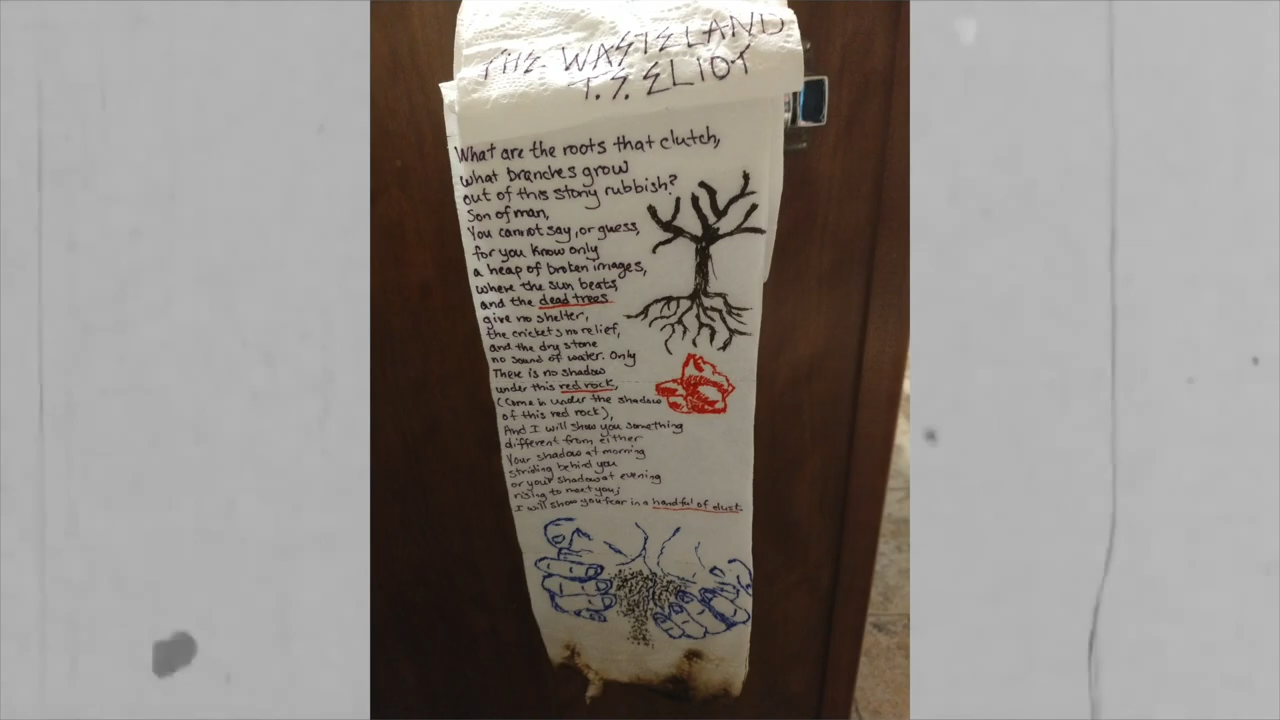 THE WASTELAND
T.S. ELIOT
What are the roots that clutch,
what branches grow
out of this stony rubbish?
Son of man,
You cannot say, or guess,
for you know only
a heap of broken images,
where the sun beats,
and the dead trees
give no shelter,
the cricket no relief,
and the dry stone
no sound of water. Only
There is no shadow
under this red rock,
(Come in under the shadow
of this red rock),
And I will show you something
different from either
Your shadow at morning
striding behind you
or your shadow at evening
rising to meet you;
I will show you fear in a handful of dust